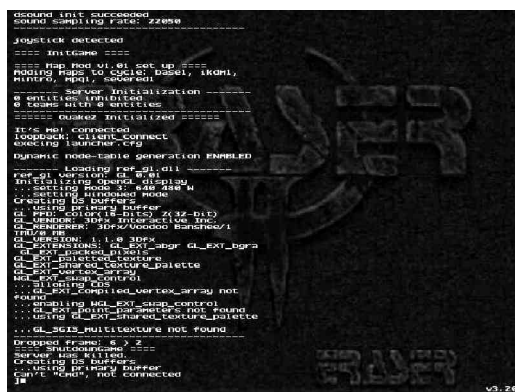 dsound init succeeded
sound sampling rate: 22050
------------------------------------
joystick detected
==== InitGame ====
==== Map Mod v1.01 set up ====
Adding maps to cycle: base1, ikdm1,
mintro, mpq1, severed1
------- Server Initialization -------
0 entities inhibited
0 teams with 0 entities
------------------------------------
====== Quake2 Initialized ======
It's me! connected
loopback: client_connect
execing launcher.cfg
Dynamic node-table generation ENABLED
------- Loading ref_gl.dll -------
ref_gl version: GL 0.01
Initializing OpenGL display
...setting mode 3: 640 480 W
...setting windowed mode
Creating DS buffers
...using primary buffer
GL PFD: color(16-bits) Z(32-bit)
GL_VENDOR: 3Dfx Interactive Inc.
GL_RENDERER: 3Dfx/Voodoo Banshee/1
TMU/0 MB
GL_VERSION: 1.1.0 3Dfx
GL_EXTENSIONS: GL_EXT_abgr GL_EXT_bgra
GL_EXT_packed_pixels
GL_EXT_paletted_texture
GL_EXT_shared_texture_palette
GL_EXT_vertex_array
WGL_EXT_swap_control
...allowing CDS
...GL_EXT_compiled_vertex_array not
found
...enabling WGL_EXT_swap_control
...GL_EXT_point_parameters not found
...using GL_EXT_shared_texture_palette
...GL_SGIS_multitexture not found
------------------------------------
Dropped frame: 6 > 2
==== ShutdownGame ====
Server was killed.
Creating DS buffers
...using primary buffer
Can't "cmd", not connected
]
ERASER
v3.20